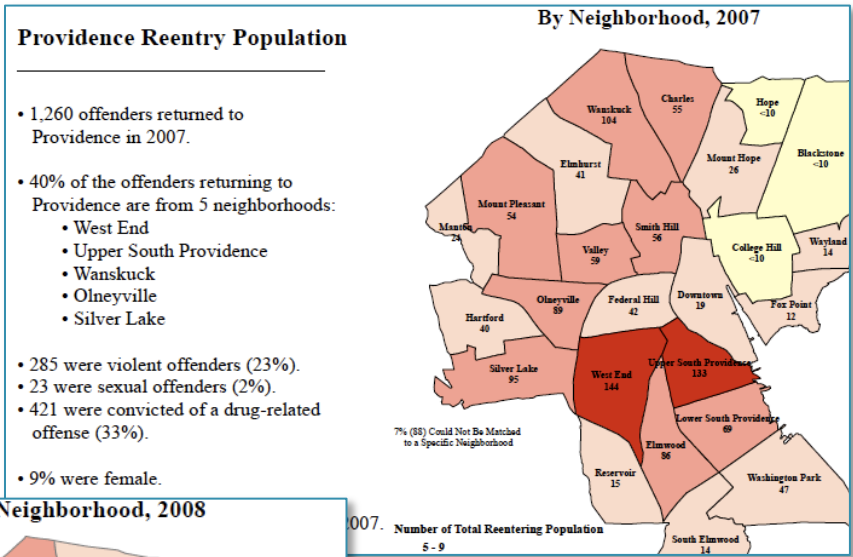 Providence Reentry Population
• 1,260 offenders returned to
Providence in 2007.
• 40% of the offenders returning to
Providence are from 5 neighborhoods:
• West End
• Upper South Providence
• Wanskuck
• Olneyville
• Silver Lake
• 285 were violent offenders (23%).
• 23 were sexual offenders (2%).
• 421 were convicted of a drug-related
offense (33%).
• 9% were female.
By Neighborhood, 2007
Wanskuck
104
Charles
55
Hope
<10
Blackstone
<10
Mount Hope
26
Elmhurst
41
Mount Pleasant
54
Manton
24
Smith Hill
56
Valley
59
College Hill
<10
Wayland
14
Fox Point
12
Downtown
19
Federal Hill
42
Olneyville
89
Hartford
40
Silver Lake
95
West End
144
Upper South Providence
133
Lower South Providence
69
Elmwood
86
Reservoir
15
Washington Park
47
South Elmwood
14
7% (88) Could Not Be Matched
to a Specific Neighborhood
Number of Total Reentering Population
5 - 9
Neighborhood, 2008
2007.